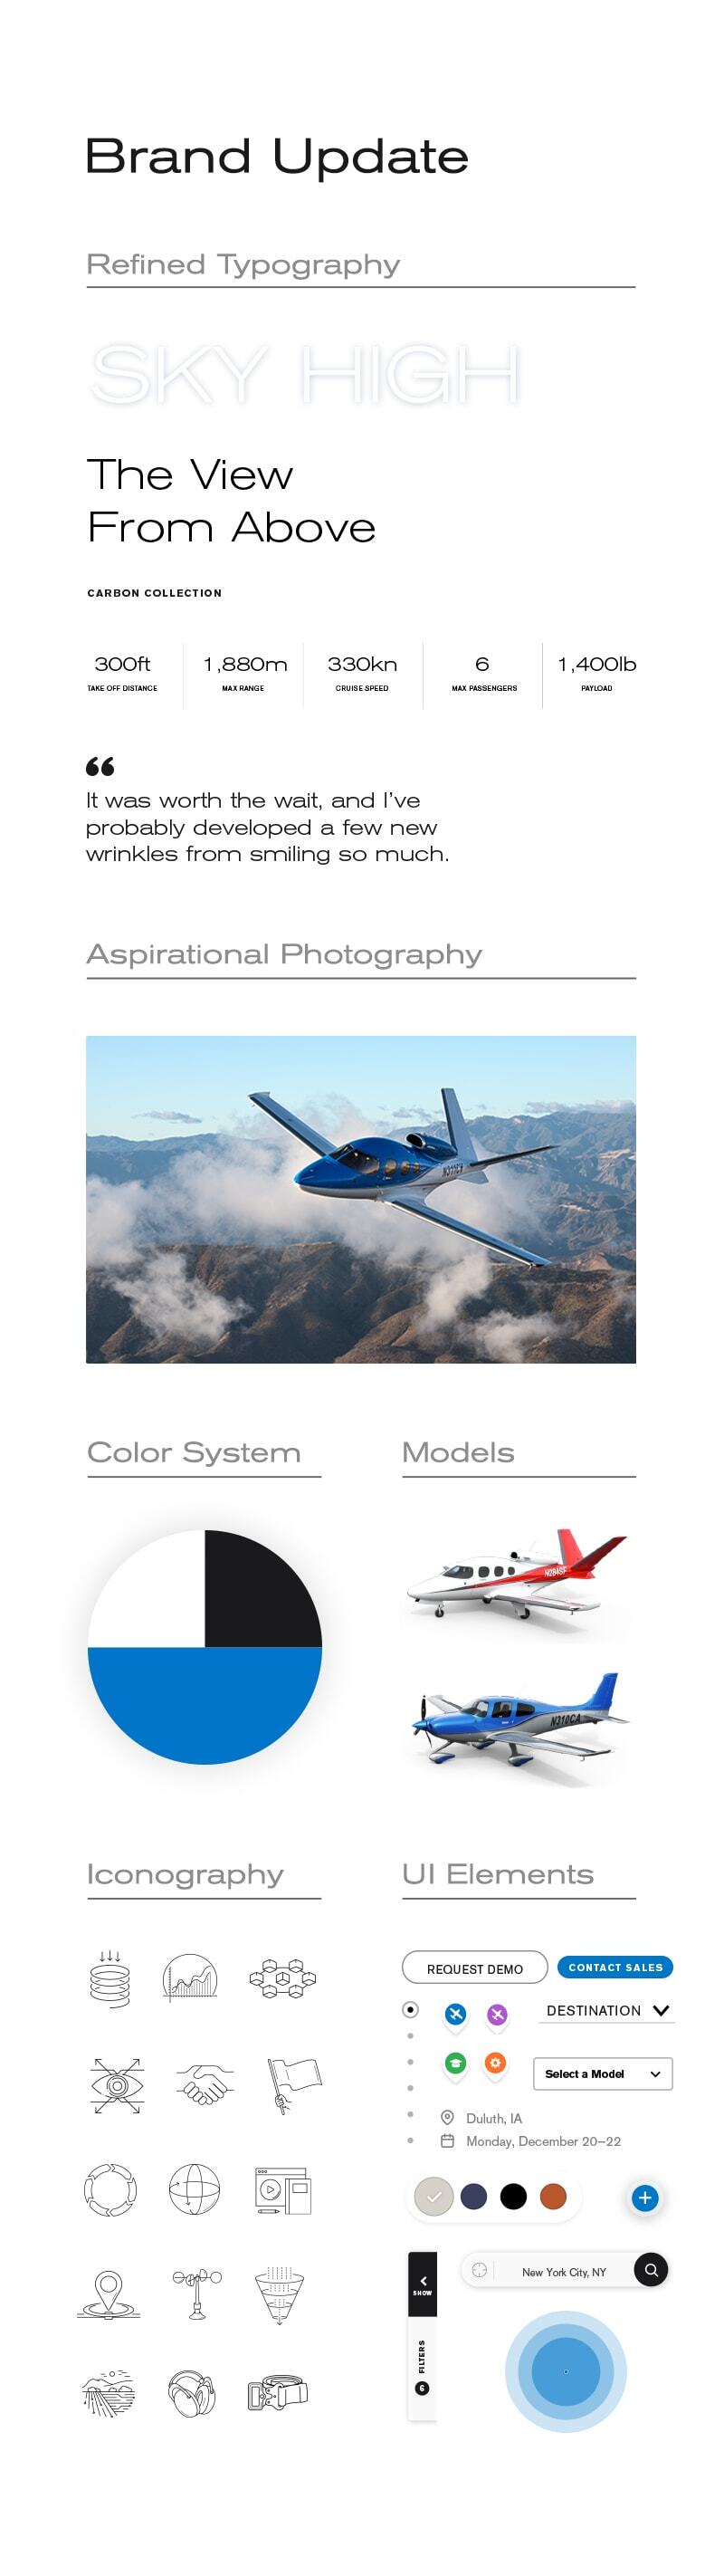 Brand Update
Refined Typography
SKY HIGH
The View
From Above
CARBON COLLECTION
300ft
TAKE OFF DISTANCE
1,880m
MAX RANGE
330kn
CRUISE SPEED
6
MAX PASSENGERS
1,400lb
PAYLOAD
“
It was worth the wait, and I’ve
probably developed a few new
wrinkles from smiling so much.
Aspirational Photography
Color System
Models
N284SF
N310CA
Iconography
UI Elements
REQUEST DEMO
CONTACT SALES
DESTINATION
Select a Model
Duluth, IA
Monday, December 20–22
New York City, NY
SHOW
FILTERS
6